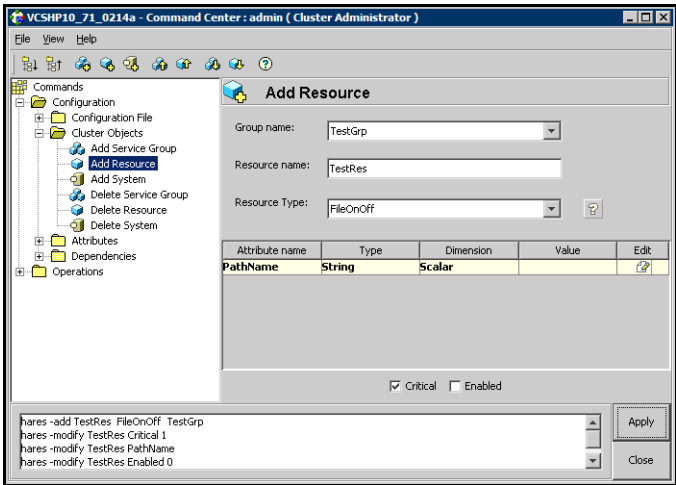 VCSHP10_71_0214a - Command Center : admin ( Cluster Administrator )
File View Help
Commands
Configuration
Configuration File
Cluster Objects
Add Service Group
Add Resource
Add System
Delete Service Group
Delete Resource
Delete System
Attributes
Dependencies
Operations
Add Resource
Group name: TestGrp
Resource name: TestRes
Resource Type: FileOnOff ?
Attribute name Type Dimension Value Edit
PathName String Scalar
Critical Enabled
hares -add TestRes FileOnOff TestGrp
hares -modify TestRes Critical 1
hares -modify TestRes PathName
hares -modify TestRes Enabled 0
Apply
Close